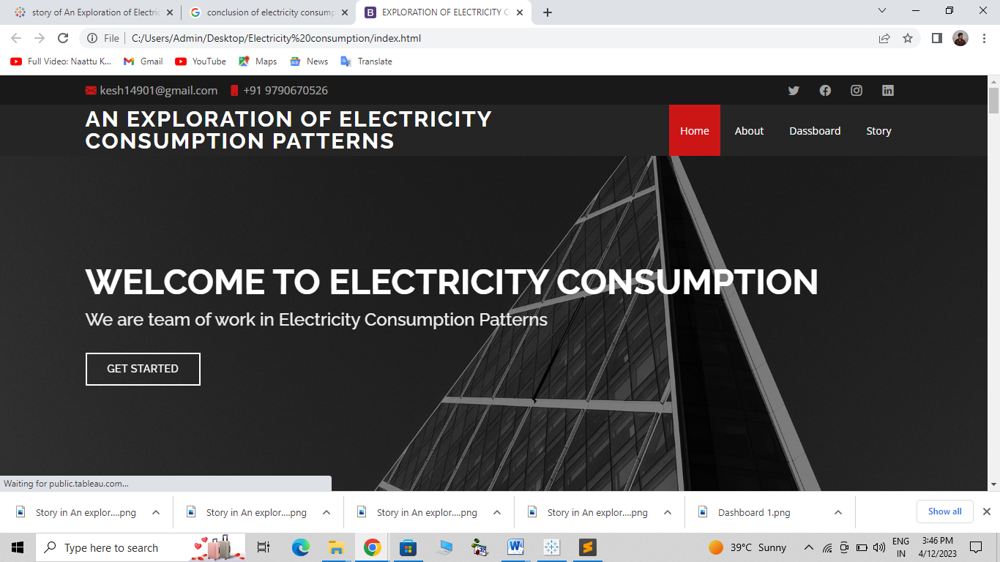 story of An Exploration of Electric
conclusion of electricity consump
EXPLORATION OF ELECTRICITY C
File
C:/Users/Admin/Desktop/Electricity%20consumption/index.html
Full Video: Naattu K...
Gmail
YouTube
Maps
News
Translate
kesh14901@gmail.com
+91 9790670526
AN EXPLORATION OF ELECTRICITY
CONSUMPTION PATTERNS
Home
About
Dassboard
Story
WELCOME TO ELECTRICITY CONSUMPTION
We are team of work in Electricity Consumption Patterns
GET STARTED
Waiting for public.tableau.com...
Story in An explor....png
Story in An explor....png
Story in An explor....png
Story in An explor....png
Dashboard 1.png
Show all
Type here to search
39°C Sunny
ENG
IN
3:46 PM
4/12/2023